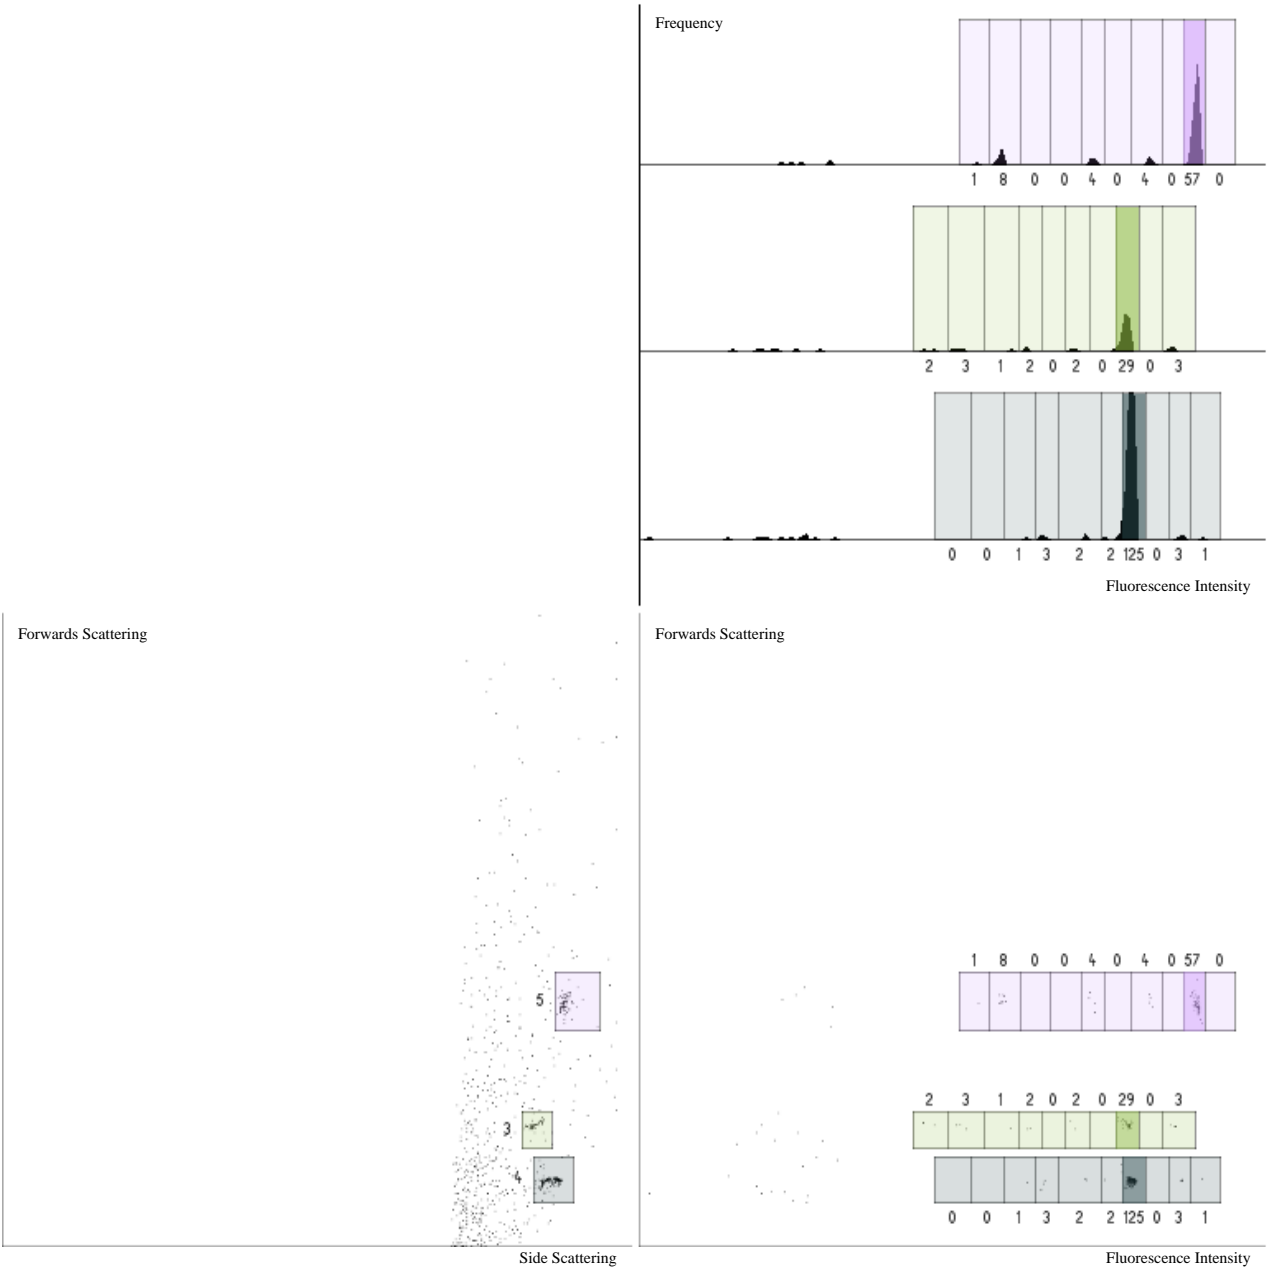 Frequency
1 8 0 0 4 0 4 0 57 0
2 3 1 2 0 2 0 29 0 3
0 0 1 3 2 2 125 0 3 1
Fluorescence Intensity
Forwards Scattering
5
3
4
Side Scattering
Forwards Scattering
1 8 0 0 4 0 4 0 57 0
2 3 1 2 0 2 0 29 0 3
0 0 1 3 2 2 125 0 3 1
Fluorescence Intensity